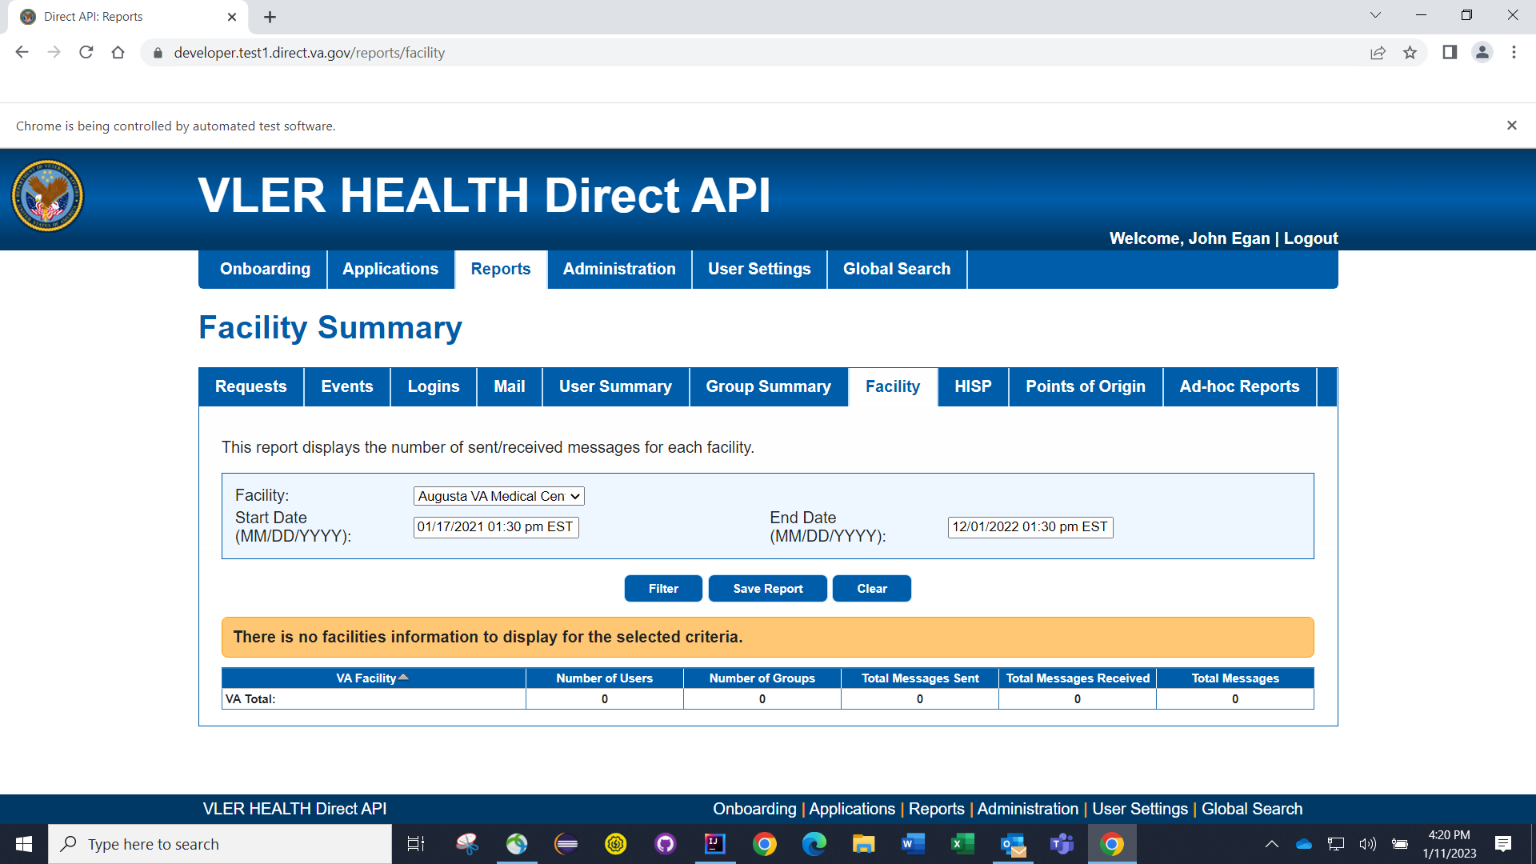 Direct API: Reports
developer.test1.direct.va.gov/reports/facility
Chrome is being controlled by automated test software.
VLER HEALTH Direct API
Welcome, John Egan | Logout
Onboarding Applications Reports Administration User Settings Global Search
Facility Summary
Requests Events Logins Mail User Summary Group Summary Facility HISP Points of Origin Ad-hoc Reports
This report displays the number of sent/received messages for each facility.
Facility: Augusta VA Medical Cen
Start Date (MM/DD/YYYY): 01/17/2021 01:30 pm EST End Date (MM/DD/YYYY): 12/01/2022 01:30 pm EST
Filter Save Report Clear
There is no facilities information to display for the selected criteria.
VA Facility Number of Users Number of Groups Total Messages Sent Total Messages Received Total Messages
VA Total: 0 0 0 0 0
VLER HEALTH Direct API Onboarding | Applications | Reports | Administration | User Settings | Global Search
Type here to search
4:20 PM
1/11/2023